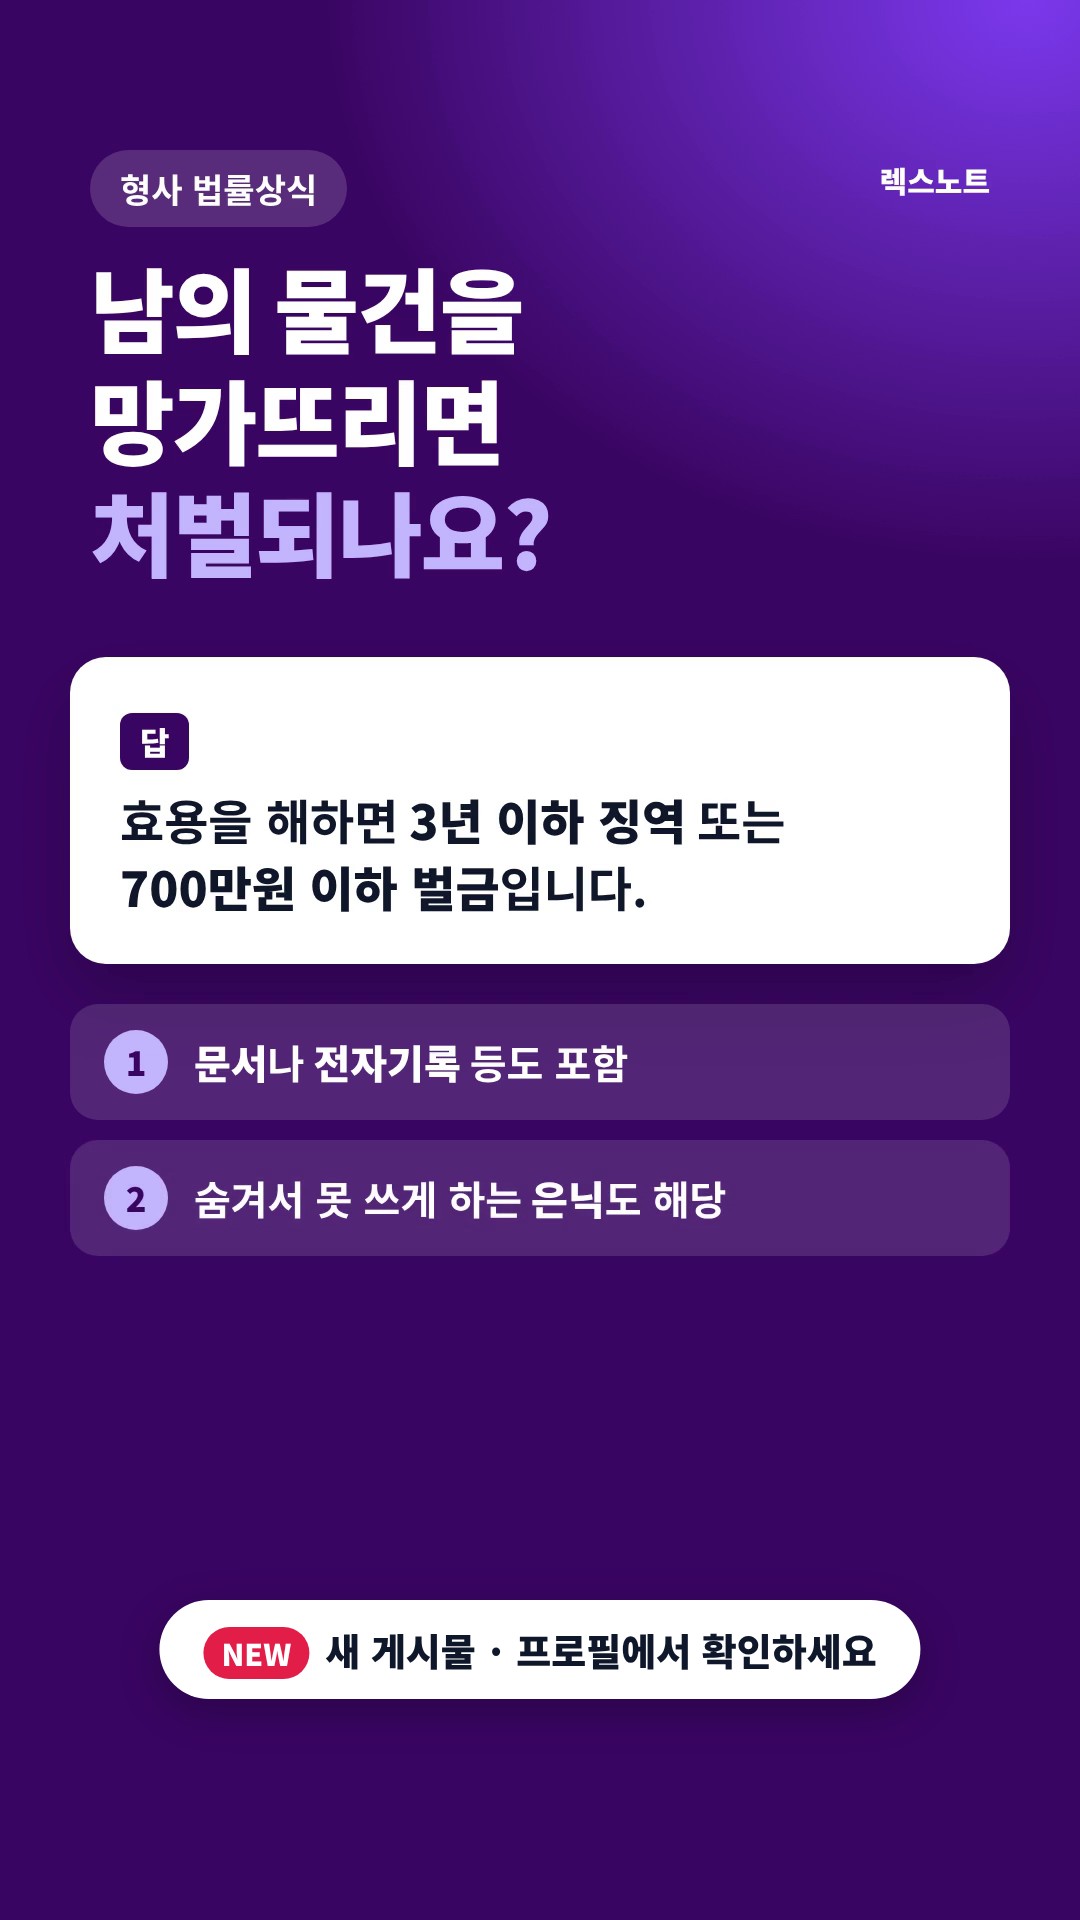 형사 법률상식
렉스노트
남의 물건을
망가뜨리면
처벌되나요?
답
효용을 해하면 3년 이하 징역 또는
700만원 이하 벌금입니다.
1 문서나 전자기록 등도 포함
2 숨겨서 못 쓰게 하는 은닉도 해당
NEW 새 게시물 · 프로필에서 확인하세요